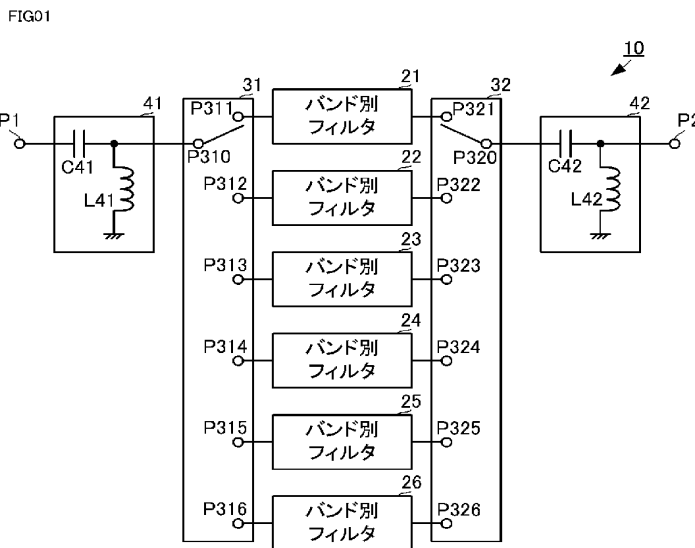 FIG01
10
31
21
32
41
42
P311
バンド別
フィルタ
P321
P1
P2
C41
P310
P320
C42
L41
L42
22
P312
バンド別
フィルタ
P322
23
P313
バンド別
フィルタ
P323
24
P314
バンド別
フィルタ
P324
25
P315
バンド別
フィルタ
P325
26
P316
バンド別
フィルタ
P326